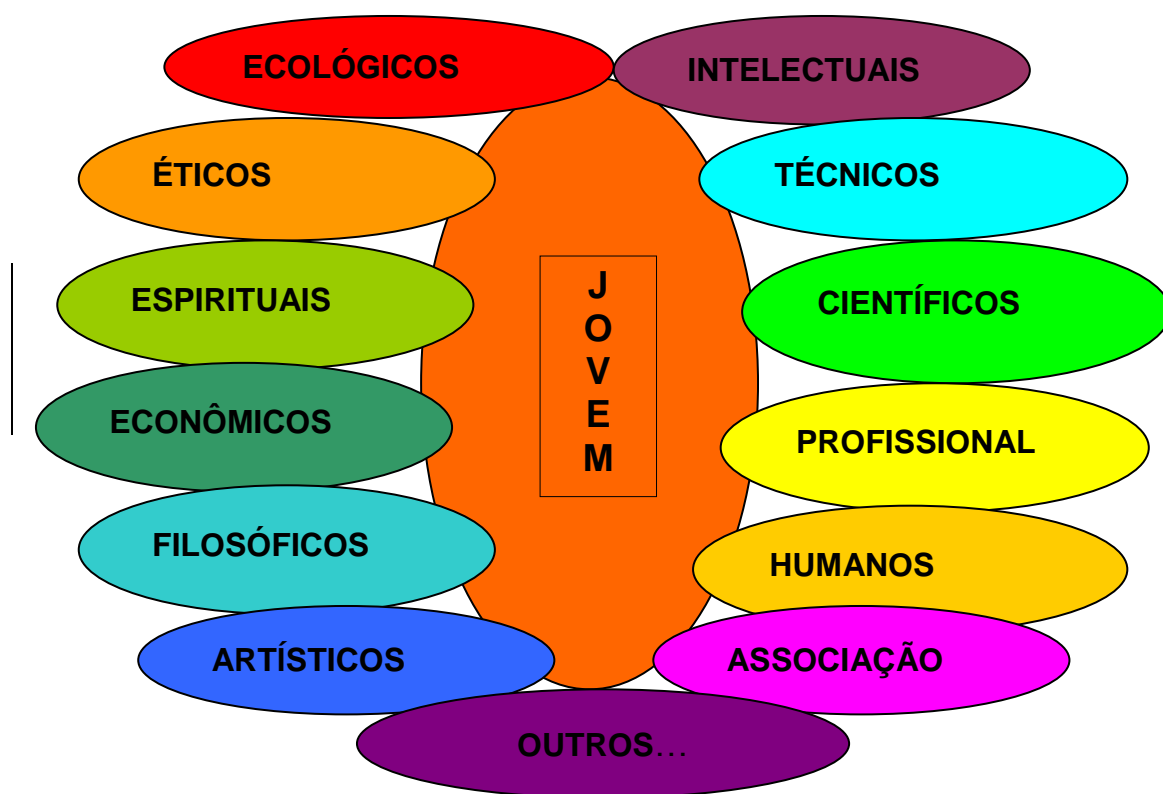 ECOLÓGICOS
INTELECTUAIS
ÉTICOS
TÉCNICOS
ESPIRITUAIS
CIENTÍFICOS
J
O
V
E
M
ECONÔMICOS
PROFISSIONAL
FILOSÓFICOS
HUMANOS
ARTÍSTICOS
ASSOCIAÇÃO
OUTROS...